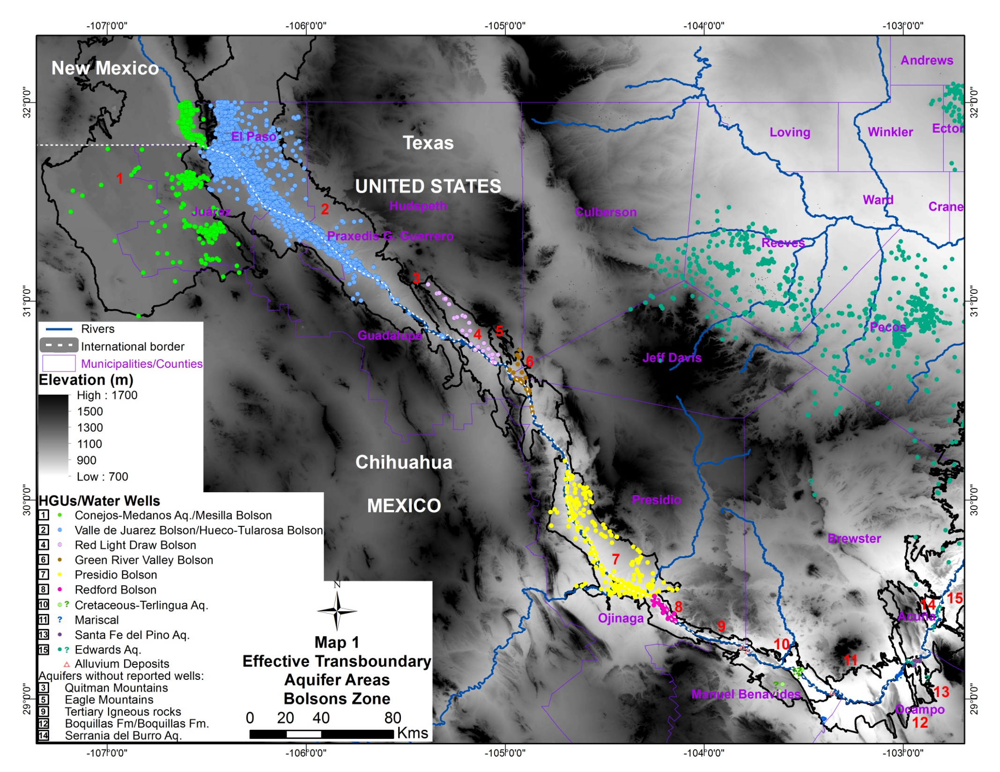 -107°0'0"
-106°0'0"
-105°0'0"
-104°0'0"
-103°0'0"
32°0'0"
32°0'0"
31°0'0"
31°0'0"
30°0'0"
30°0'0"
29°0'0"
29°0'0"
New Mexico
Andrews
El Paso
Texas
Loving
Winkler
Ector
1
UNITED STATES
Hudspeth
2
Juárez
Culberson
Ward
Crane
Praxedis G. Guerrero
Reeves
3
4
5
Guadalupe
Pecos
6
Jeff Davis
Chihuahua
MEXICO
Presidio
Brewster
7
8
Ojinaga
9
10
11
14
15
Acuña
Manuel Benavides
13
Ocampo
12
Rivers
International border
Municipalities/Counties
Elevation (m)
High : 1700
1500
1300
1100
900
Low : 700
HGUs/Water Wells
1 Conejos-Medanos Aq./Mesilla Bolson
2 Valle de Juarez Bolson/Hueco-Tularosa Bolson
4 Red Light Draw Bolson
6 Green River Valley Bolson
7 Presidio Bolson
8 Redford Bolson
10 ? Cretaceous-Terlingua Aq.
11 ? Mariscal
13 Santa Fe del Pino Aq.
15 ? Edwards Aq.
Alluvium Deposits
Aquifers without reported wells:
3 Quitman Mountains
5 Eagle Mountains
9 Tertiary Igneous rocks
12 Boquillas Fm/Boquillas Fm.
14 Serrania del Burro Aq.
N
Map 1
Effective Transboundary
Aquifer Areas
Bolsons Zone
0 20 40 80
Kms
-107°0'0"
-106°0'0"
-105°0'0"
-104°0'0"
-103°0'0"